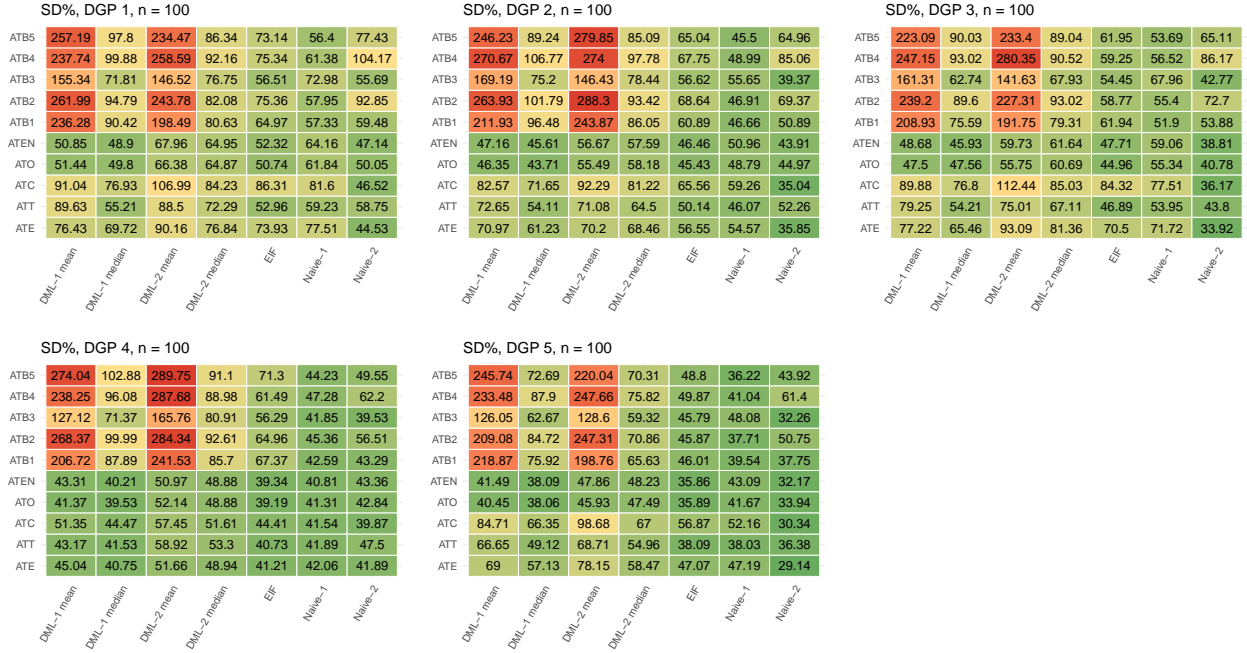 SD%, DGP 1, n = 100
ATB5 257.19 97.8 234.47 86.34 73.14 56.4 77.43
ATB4 237.74 99.88 258.59 92.16 75.34 61.38 104.17
ATB3 155.34 71.81 146.52 76.75 56.51 72.98 55.69
ATB2 261.99 94.79 243.78 82.08 75.36 57.95 92.85
ATB1 236.28 90.42 198.49 80.63 64.97 57.33 59.48
ATEN 50.85 48.9 67.96 64.95 52.32 64.16 47.14
ATO 51.44 49.8 66.38 64.87 50.74 61.84 50.05
ATC 91.04 76.93 106.99 84.23 86.31 81.6 46.52
ATT 89.63 55.21 88.5 72.29 52.96 59.23 58.75
ATE 76.43 69.72 90.16 76.84 73.93 77.51 44.53
DML−1 mean DML−1 median DML−2 mean DML−2 median EIF Naive−1 Naive−2
SD%, DGP 2, n = 100
ATB5 246.23 89.24 279.85 85.09 65.04 45.5 64.96
ATB4 270.67 106.77 274 97.78 67.75 48.99 85.06
ATB3 169.19 75.2 146.43 78.44 56.62 55.65 39.37
ATB2 263.93 101.79 288.3 93.42 68.64 46.91 69.37
ATB1 211.93 96.48 243.87 86.05 60.89 46.66 50.89
ATEN 47.16 45.61 56.67 57.59 46.46 50.96 43.91
ATO 46.35 43.71 55.49 58.18 45.43 48.79 44.97
ATC 82.57 71.65 92.29 81.22 65.56 59.26 35.04
ATT 72.65 54.11 71.08 64.5 50.14 46.07 52.26
ATE 70.97 61.23 70.2 68.46 56.55 54.57 35.85
DML−1 mean DML−1 median DML−2 mean DML−2 median EIF Naive−1 Naive−2
SD%, DGP 3, n = 100
ATB5 223.09 90.03 233.4 89.04 61.95 53.69 65.11
ATB4 247.15 93.02 280.35 90.52 59.25 56.52 86.17
ATB3 161.31 62.74 141.63 67.93 54.45 67.96 42.77
ATB2 239.2 89.6 227.31 93.02 58.77 55.4 72.7
ATB1 208.93 75.59 191.75 79.31 61.94 51.9 53.88
ATEN 48.68 45.93 59.73 61.64 47.71 59.06 38.81
ATO 47.5 47.56 55.75 60.69 44.96 55.34 40.78
ATC 89.88 76.8 112.44 85.03 84.32 77.51 36.17
ATT 79.25 54.21 75.01 67.11 46.89 53.95 43.8
ATE 77.22 65.46 93.09 81.36 70.5 71.72 33.92
DML−1 mean DML−1 median DML−2 mean DML−2 median EIF Naive−1 Naive−2
SD%, DGP 4, n = 100
ATB5 274.04 102.88 289.75 91.1 71.3 44.23 49.55
ATB4 238.25 96.08 287.68 88.98 61.49 47.28 62.2
ATB3 127.12 71.37 165.76 80.91 56.29 41.85 39.53
ATB2 268.37 99.99 284.34 92.61 64.96 45.36 56.51
ATB1 206.72 87.89 241.53 85.7 67.37 42.59 43.29
ATEN 43.31 40.21 50.97 48.88 39.34 40.81 43.36
ATO 41.37 39.53 52.14 48.88 39.19 41.31 42.84
ATC 51.35 44.47 57.45 51.61 44.41 41.54 39.87
ATT 43.17 41.53 58.92 53.3 40.73 41.89 47.5
ATE 45.04 40.75 51.66 48.94 41.21 42.06 41.89
DML−1 mean DML−1 median DML−2 mean DML−2 median EIF Naive−1 Naive−2
SD%, DGP 5, n = 100
ATB5 245.74 72.69 220.04 70.31 48.8 36.22 43.92
ATB4 233.48 87.9 247.66 75.82 49.87 41.04 61.4
ATB3 126.05 62.67 128.6 59.32 45.79 48.08 32.26
ATB2 209.08 84.72 247.31 70.86 45.87 37.71 50.75
ATB1 218.87 75.92 198.76 65.63 46.01 39.54 37.75
ATEN 41.49 38.09 47.86 48.23 35.86 43.09 32.17
ATO 40.45 38.06 45.93 47.49 35.89 41.67 33.94
ATC 84.71 66.35 98.68 67 56.87 52.16 30.34
ATT 66.65 49.12 68.71 54.96 38.09 38.03 36.38
ATE 69 57.13 78.15 58.47 47.07 47.19 29.14
DML−1 mean DML−1 median DML−2 mean DML−2 median EIF Naive−1 Naive−2